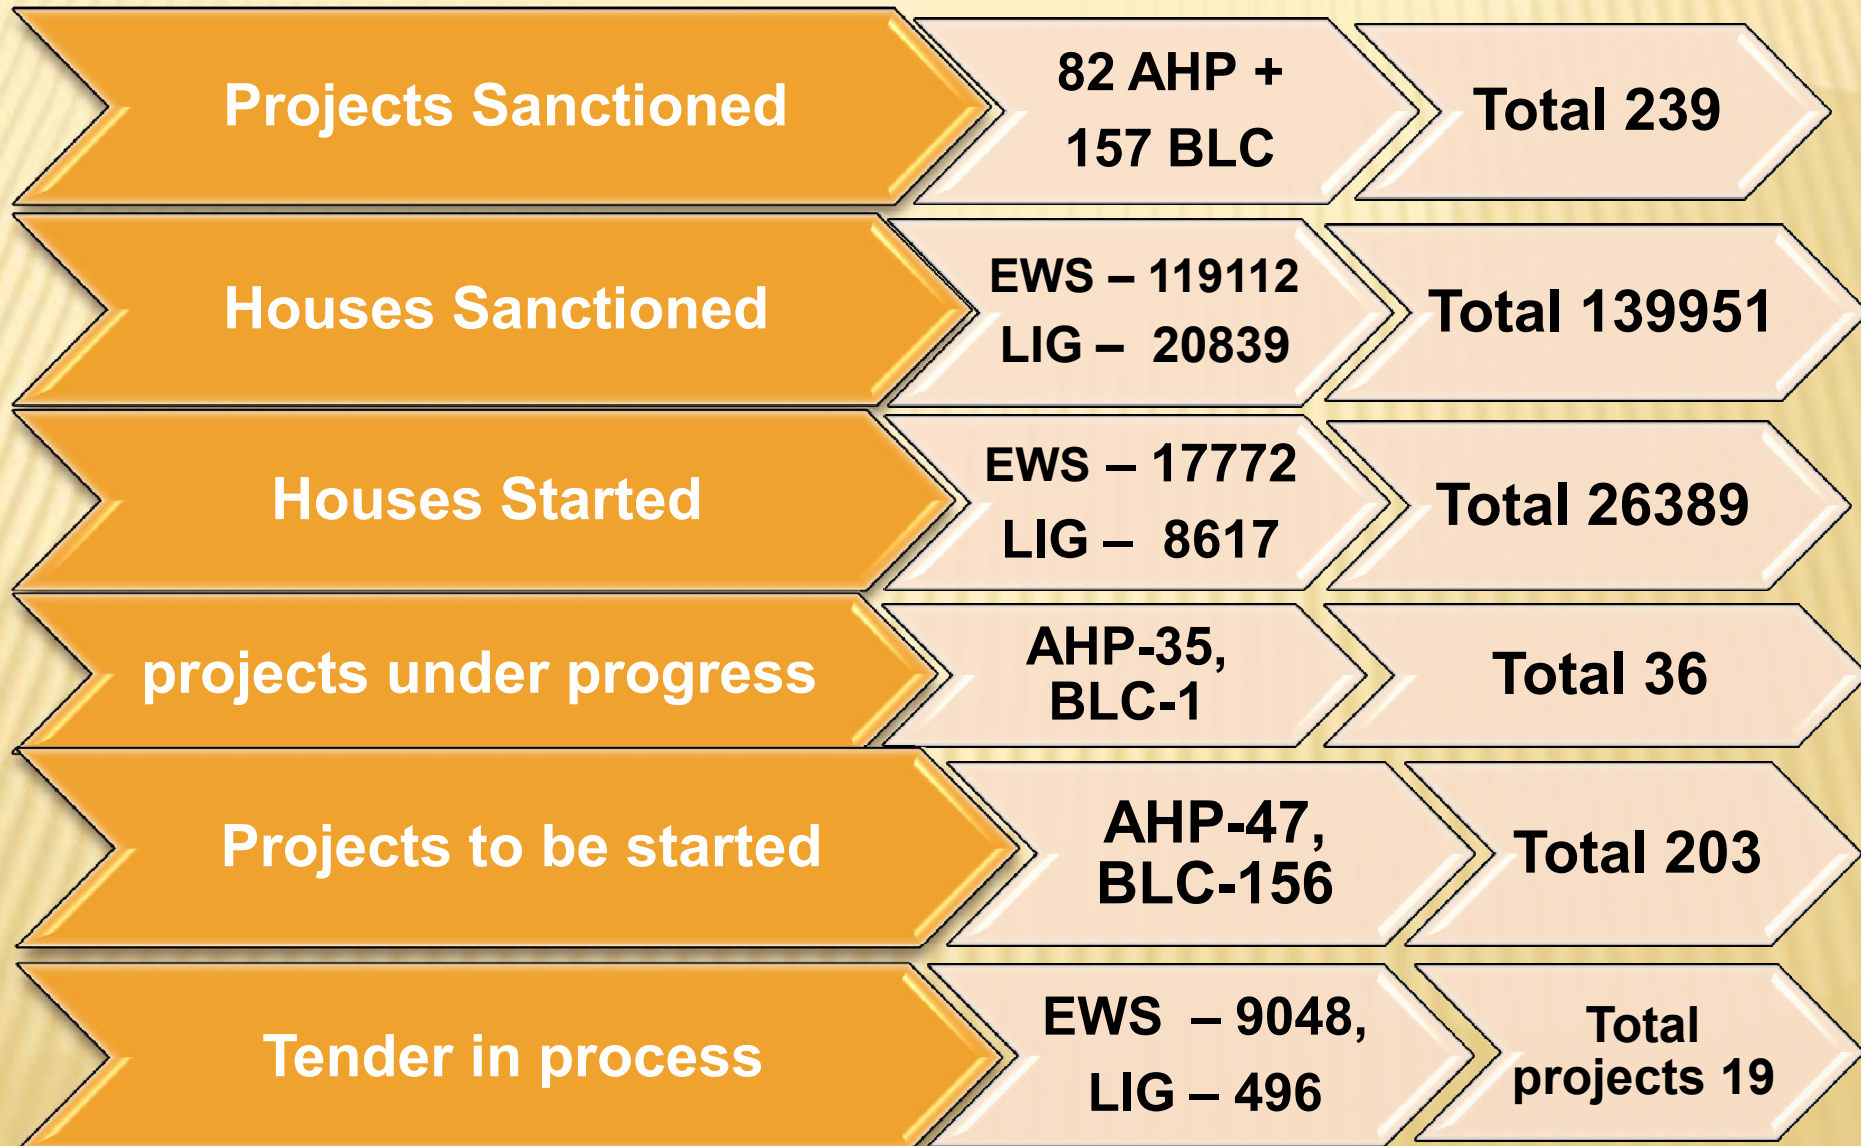 Projects Sanctioned
82 AHP +
157 BLC
Total 239
Houses Sanctioned
EWS – 119112
LIG – 20839
Total 139951
Houses Started
EWS – 17772
LIG – 8617
Total 26389
projects under progress
AHP-35,
BLC-1
Total 36
Projects to be started
AHP-47,
BLC-156
Total 203
Tender in process
EWS – 9048,
LIG – 496
Total
projects 19